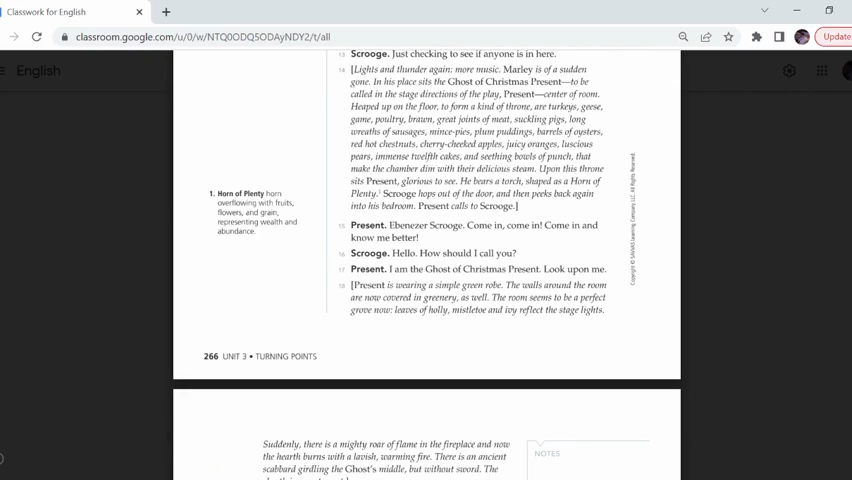 Classwork for English
classroom.google.com/u/0/w/NTQ0ODQ5ODAyNDY2/t/all
Update
English
13 Scrooge. Just checking to see if anyone is in here.
14 [Lights and thunder again: more music. Marley is of a sudden
gone. In his place sits the Ghost of Christmas Present—to be
called in the stage directions of the play, Present—center of room.
Heaped up on the floor, to form a kind of throne, are turkeys, geese,
game, poultry, brawn, great joints of meat, suckling pigs, long
wreaths of sausages, mince-pies, plum puddings, barrels of oysters,
red hot chestnuts, cherry-cheeked apples, juicy oranges, luscious
pears, immense twelfth cakes, and seething bowls of punch, that
make the chamber dim with their delicious steam. Upon this throne
sits Present, glorious to see. He bears a torch, shaped as a Horn of
Plenty.¹ Scrooge hops out of the door, and then peeks back again
into his bedroom. Present calls to Scrooge.]
1. Horn of Plenty horn
overflowing with fruits,
flowers, and grain,
representing wealth and
abundance.
15 Present. Ebenezer Scrooge. Come in, come in! Come in and
know me better!
16 Scrooge. Hello. How should I call you?
17 Present. I am the Ghost of Christmas Present. Look upon me.
18 [Present is wearing a simple green robe. The walls around the room
are now covered in greenery, as well. The room seems to be a perfect
grove now: leaves of holly, mistletoe and ivy reflect the stage lights.
Copyright © SAVVAS Learning Company LLC. All Rights Reserved.
266 UNIT 3 • TURNING POINTS
Suddenly, there is a mighty roar of flame in the fireplace and now
the hearth burns with a lavish, warming fire. There is an ancient
scabbard girdling the Ghost's middle, but without sword. The
NOTES